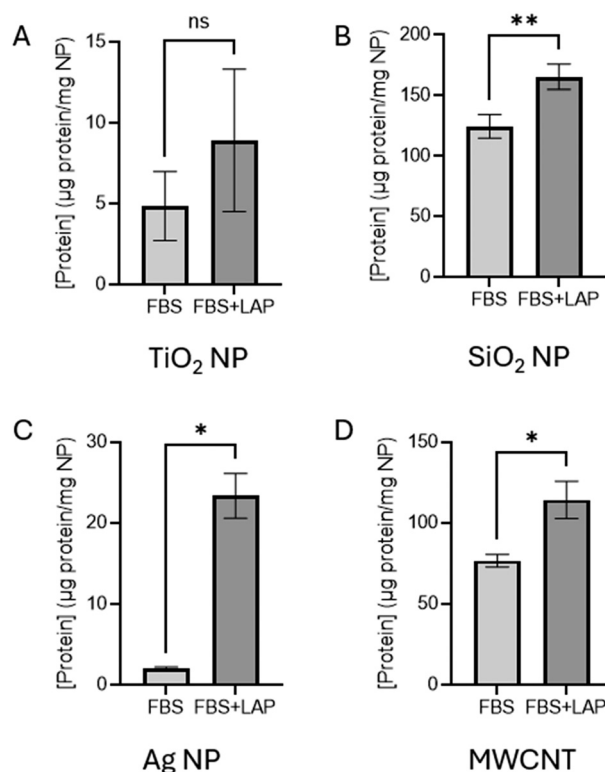 A
[Protein] (µg protein/mg NP)
15
10
5
0
ns
FBS
FBS+LAP
TiO₂ NP
B
[Protein] (µg protein/mg NP)
200
150
100
50
0
**
FBS
FBS+LAP
SiO₂ NP
C
[Protein] (µg protein/mg NP)
30
20
10
0
*
FBS
FBS+LAP
Ag NP
D
[Protein] (µg protein/mg NP)
150
100
50
0
*
FBS
FBS+LAP
MWCNT